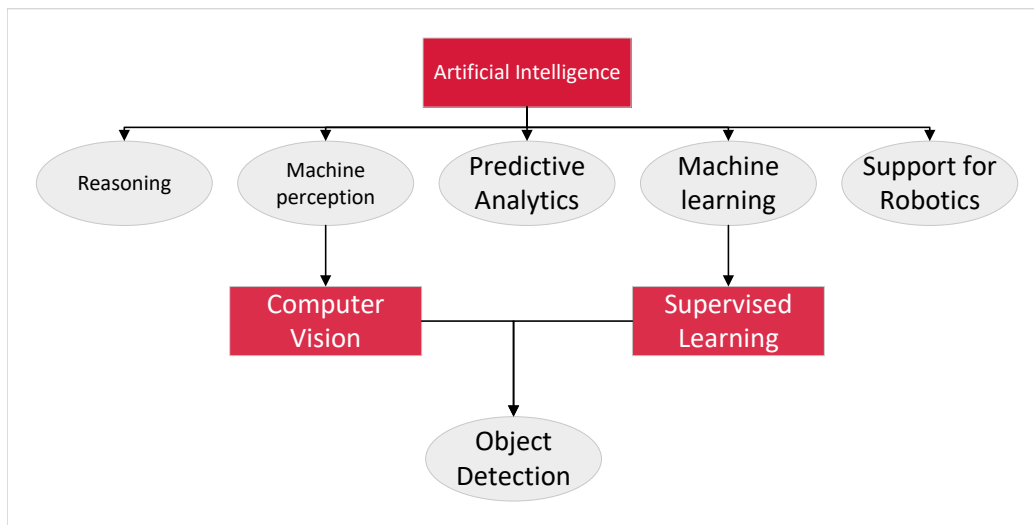 Artificial Intelligence
Reasoning
Machine
perception
Predictive
Analytics
Machine
learning
Support for
Robotics
Computer
Vision
Supervised
Learning
Object
Detection